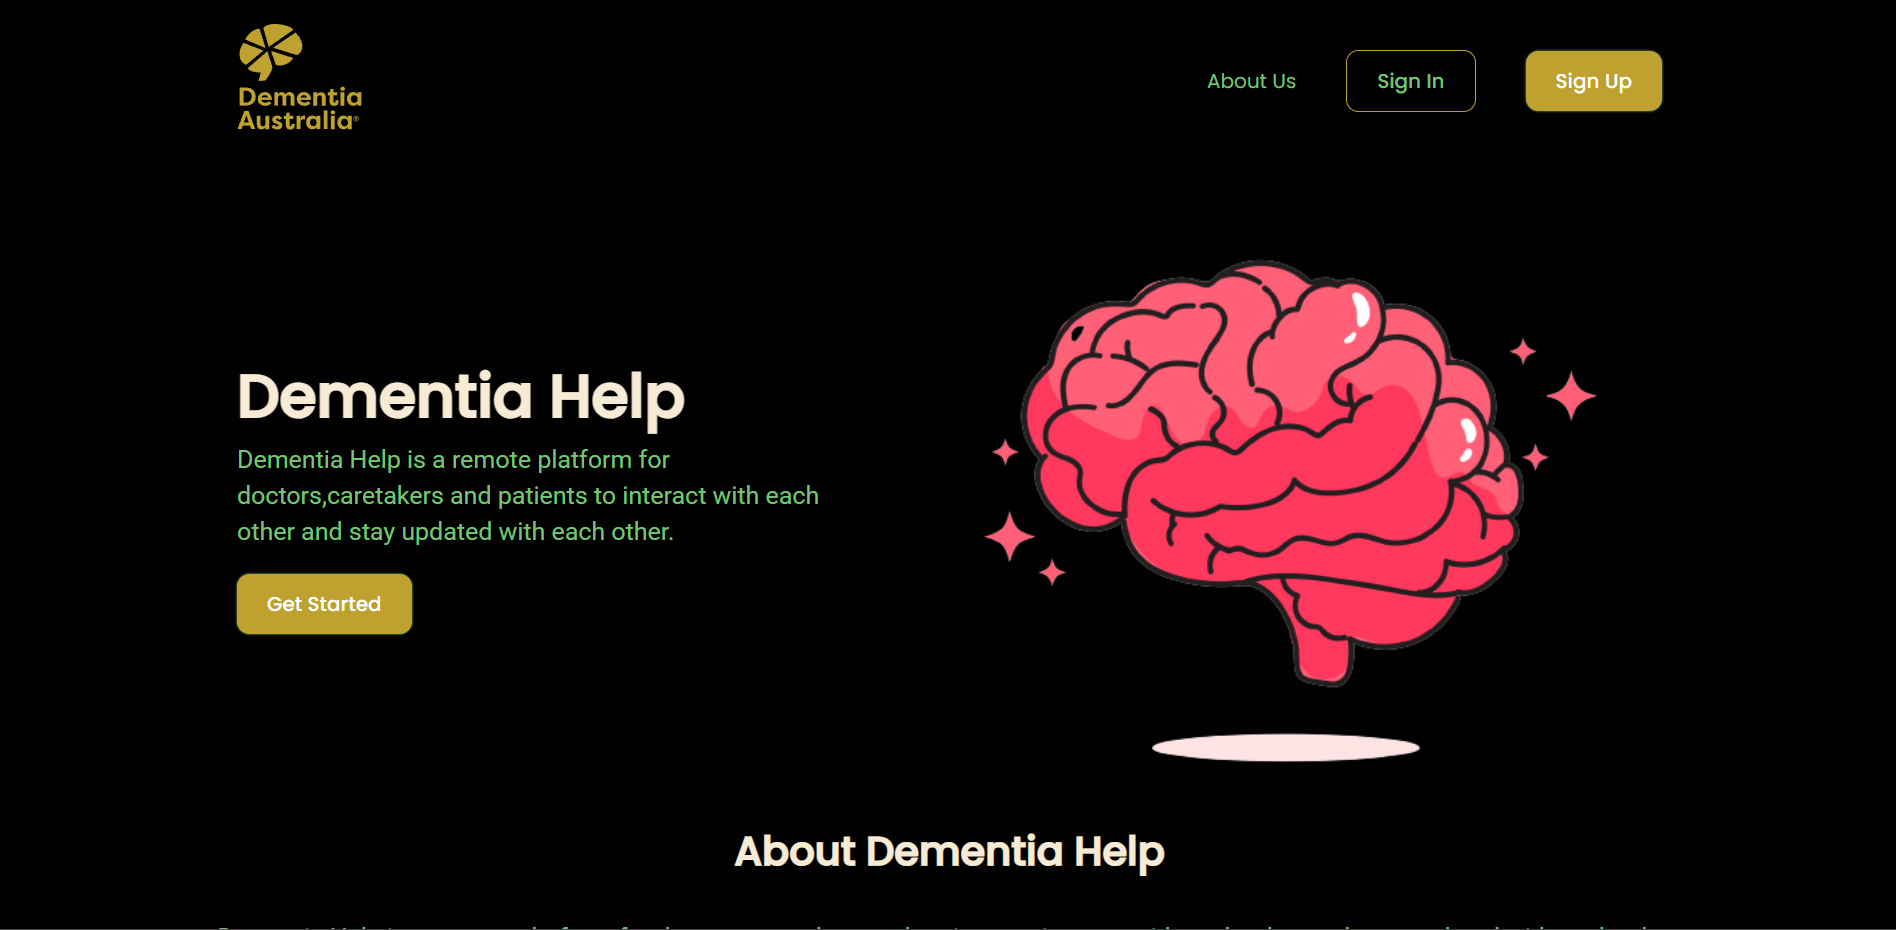 Dementia
Australia®
About Us
Sign In
Sign Up
Dementia Help
Dementia Help is a remote platform for
doctors,caretakers and patients to interact with each
other and stay updated with each other.
Get Started
About Dementia Help